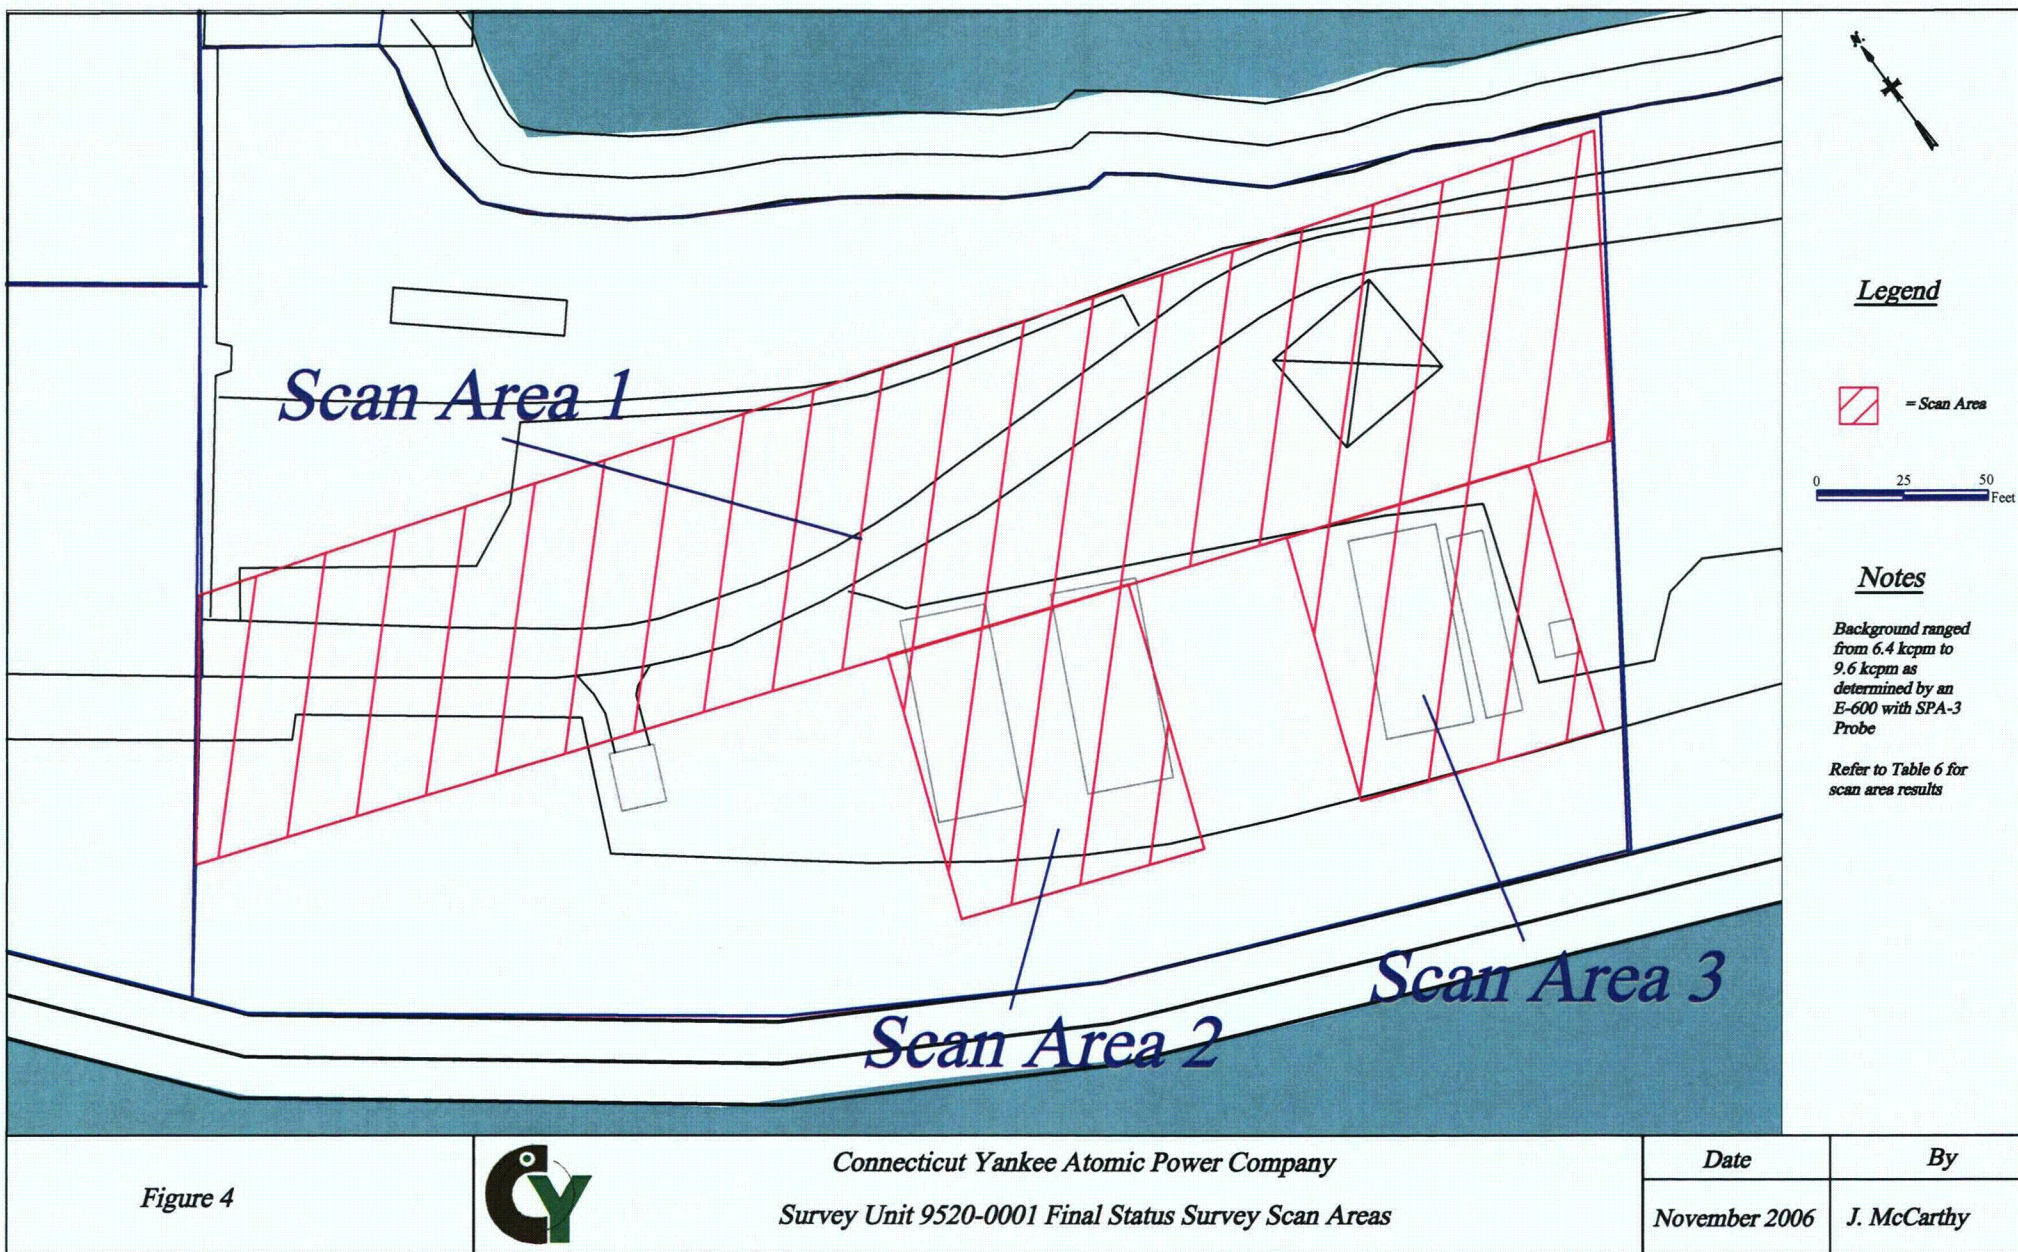 N.
Scan Area 1
Scan Area 2
Scan Area 3
Legend
= Scan Area
0 25 50
Feet
Notes
Background ranged
from 6.4 kcpm to
9.6 kcpm as
determined by an
E-600 with SPA-3
Probe
Refer to Table 6 for
scan area results
Figure 4
CY
Connecticut Yankee Atomic Power Company
Survey Unit 9520-0001 Final Status Survey Scan Areas
Date
By
November 2006
J. McCarthy